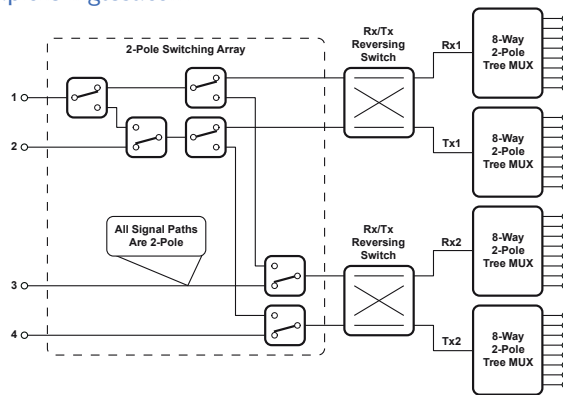 2-Pole Switching Array
Rx/Tx
Reversing
Switch
Rx1
8-Way
2-Pole
Tree MUX
1
2
Tx1
8-Way
2-Pole
Tree MUX
All Signal Paths
Are 2-Pole
Rx/Tx
Reversing
Switch
Rx2
8-Way
2-Pole
Tree MUX
3
4
Tx2
8-Way
2-Pole
Tree MUX